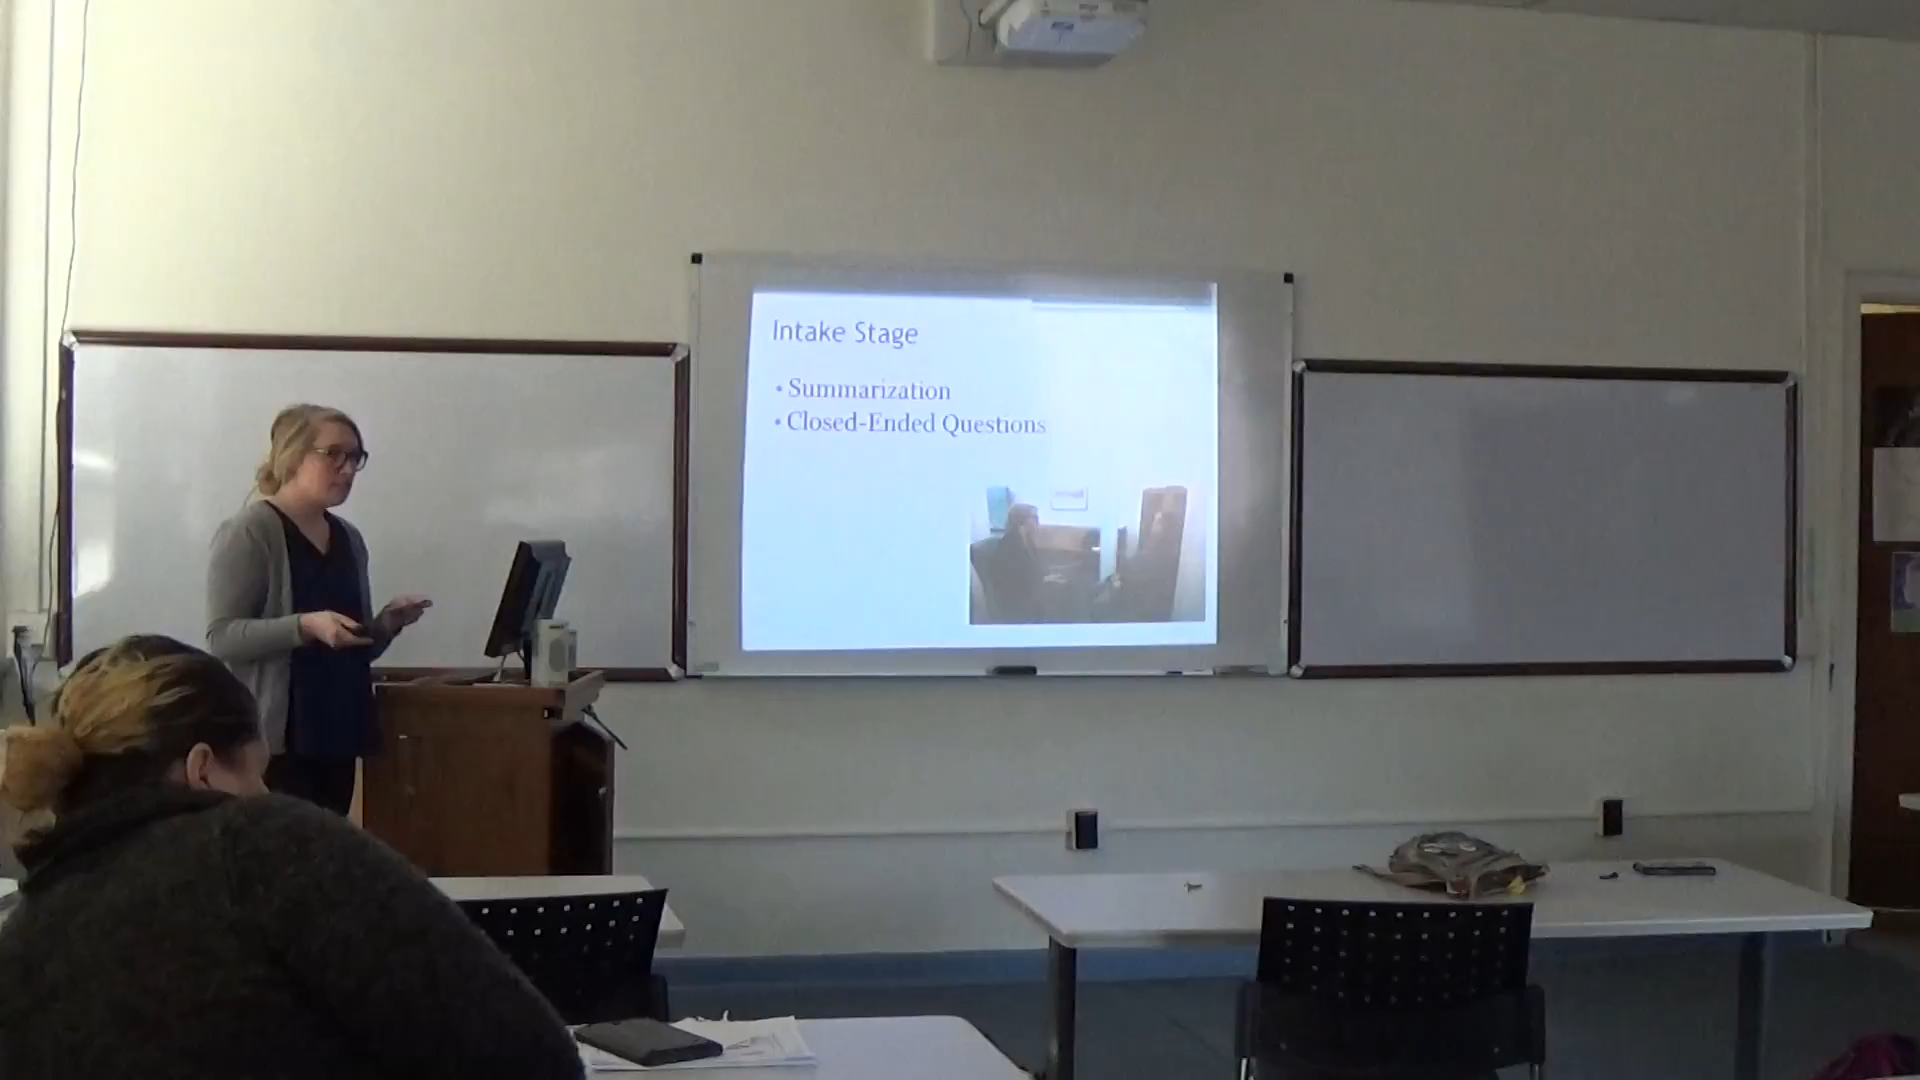 Intake Stage
• Summarization
• Closed-Ended Questions